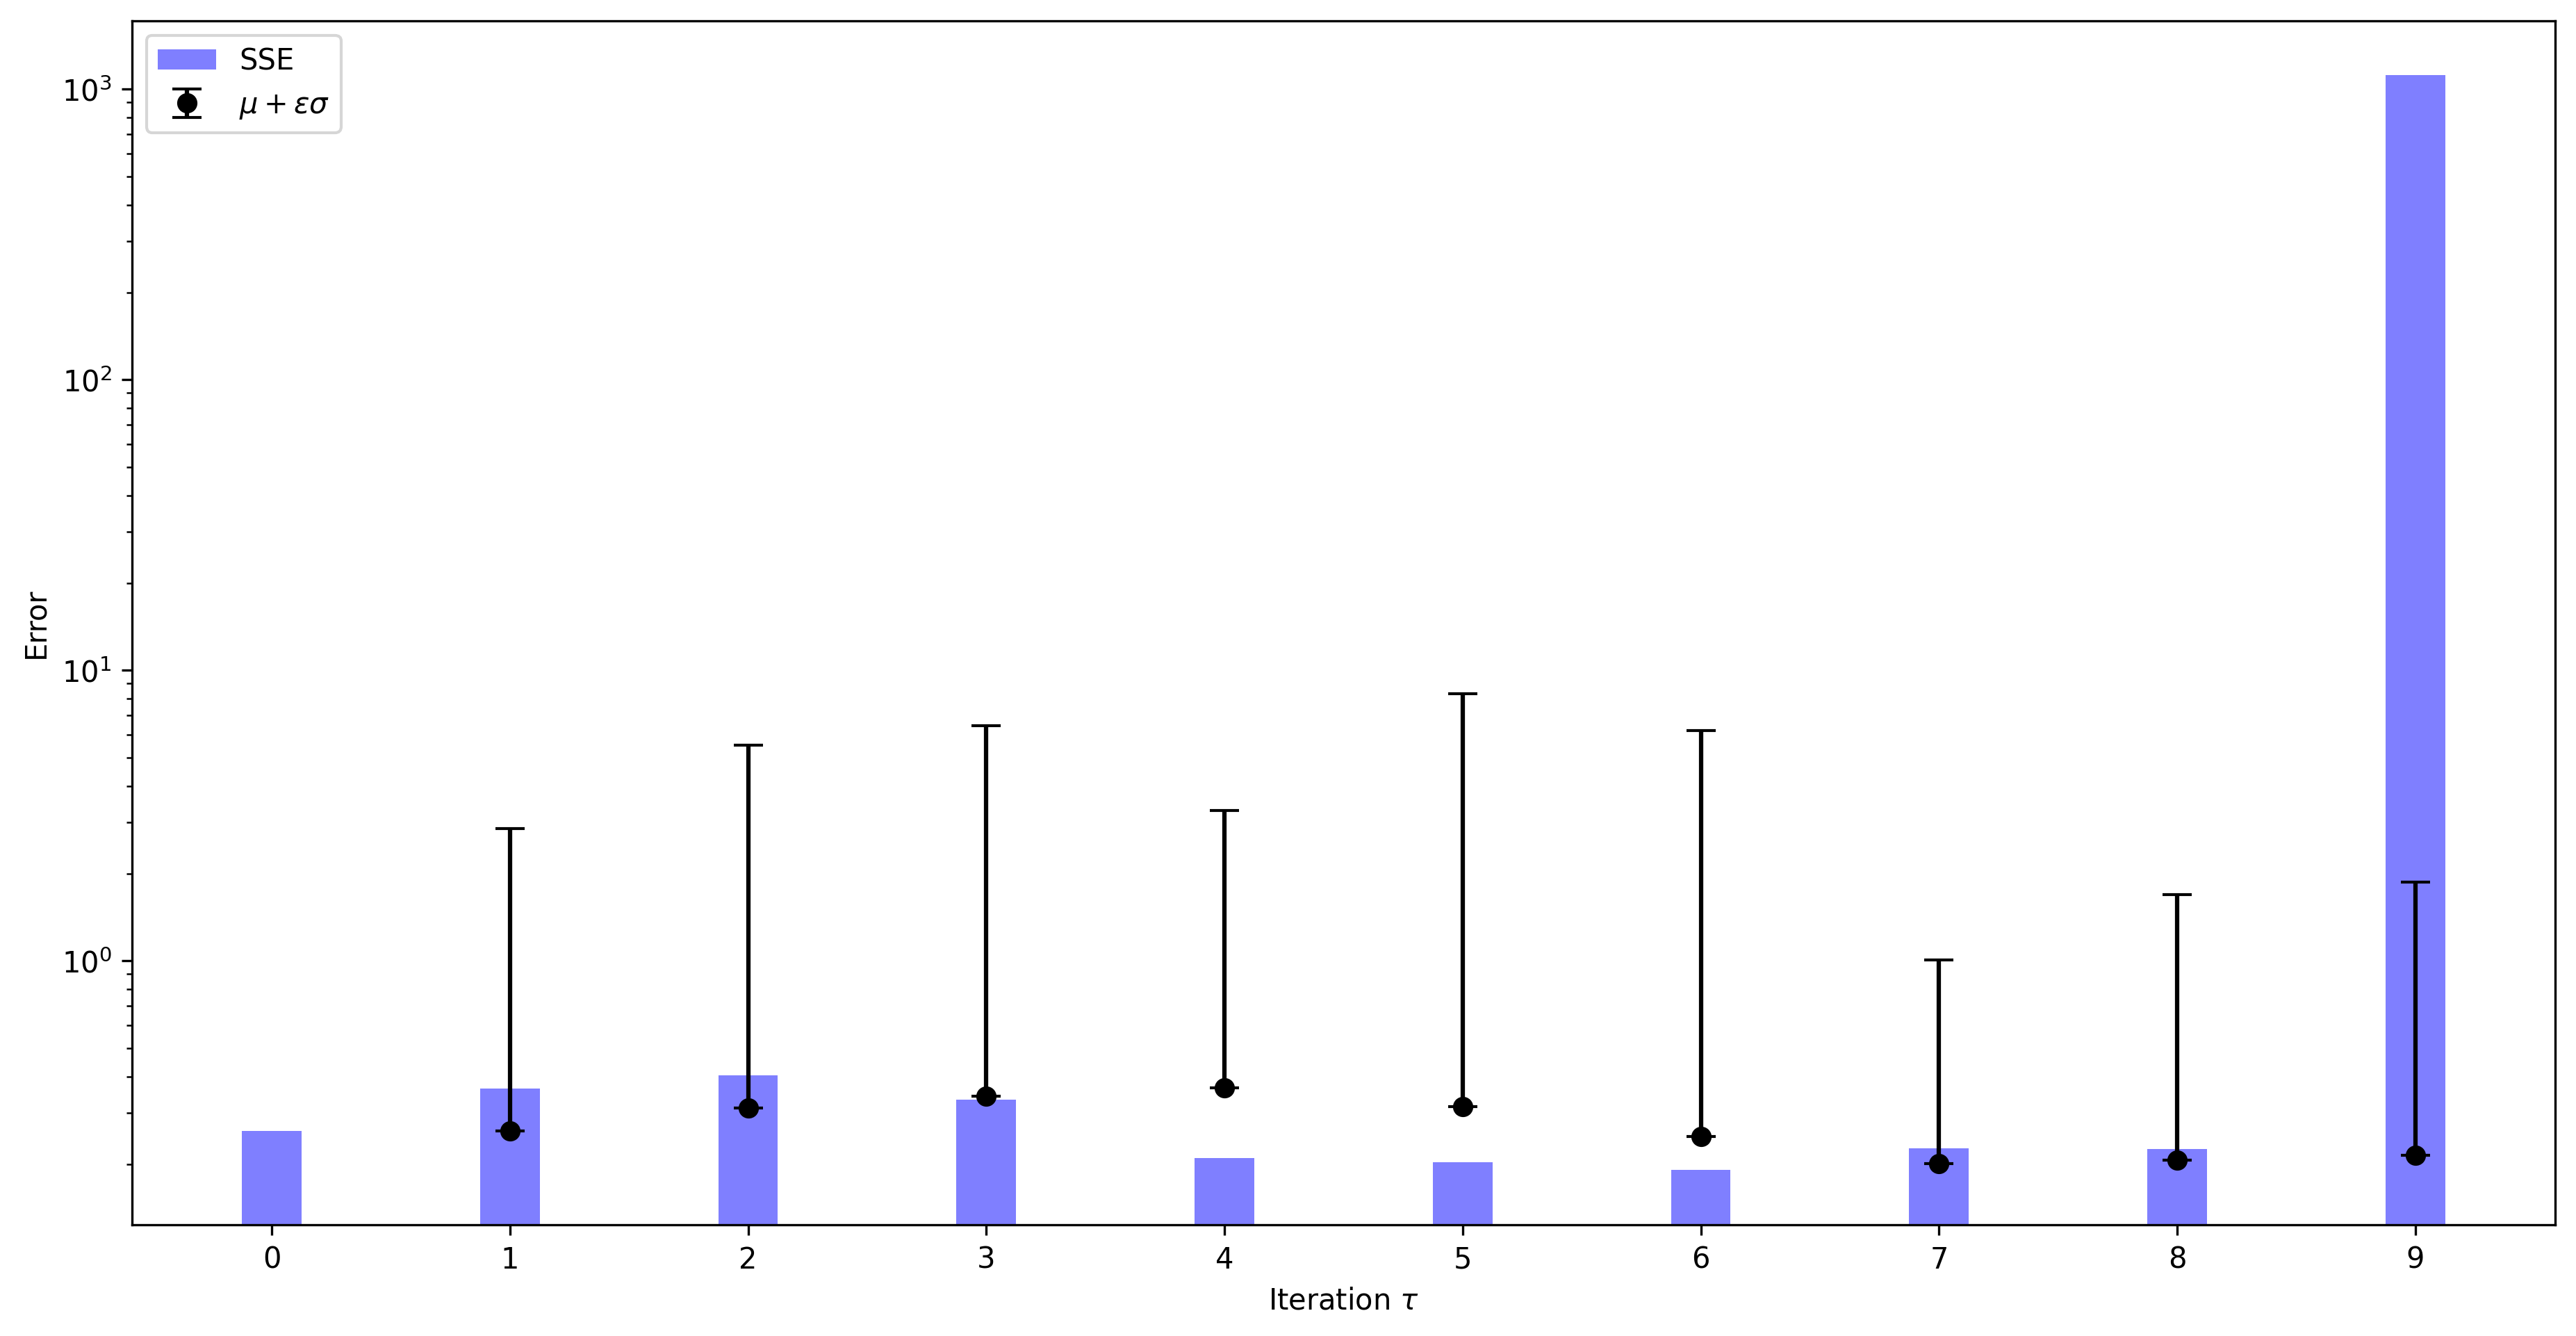 SSE
μ + εσ
Error
10³
10²
10¹
10⁰
0 1 2 3 4 5 6 7 8 9
Iteration τ